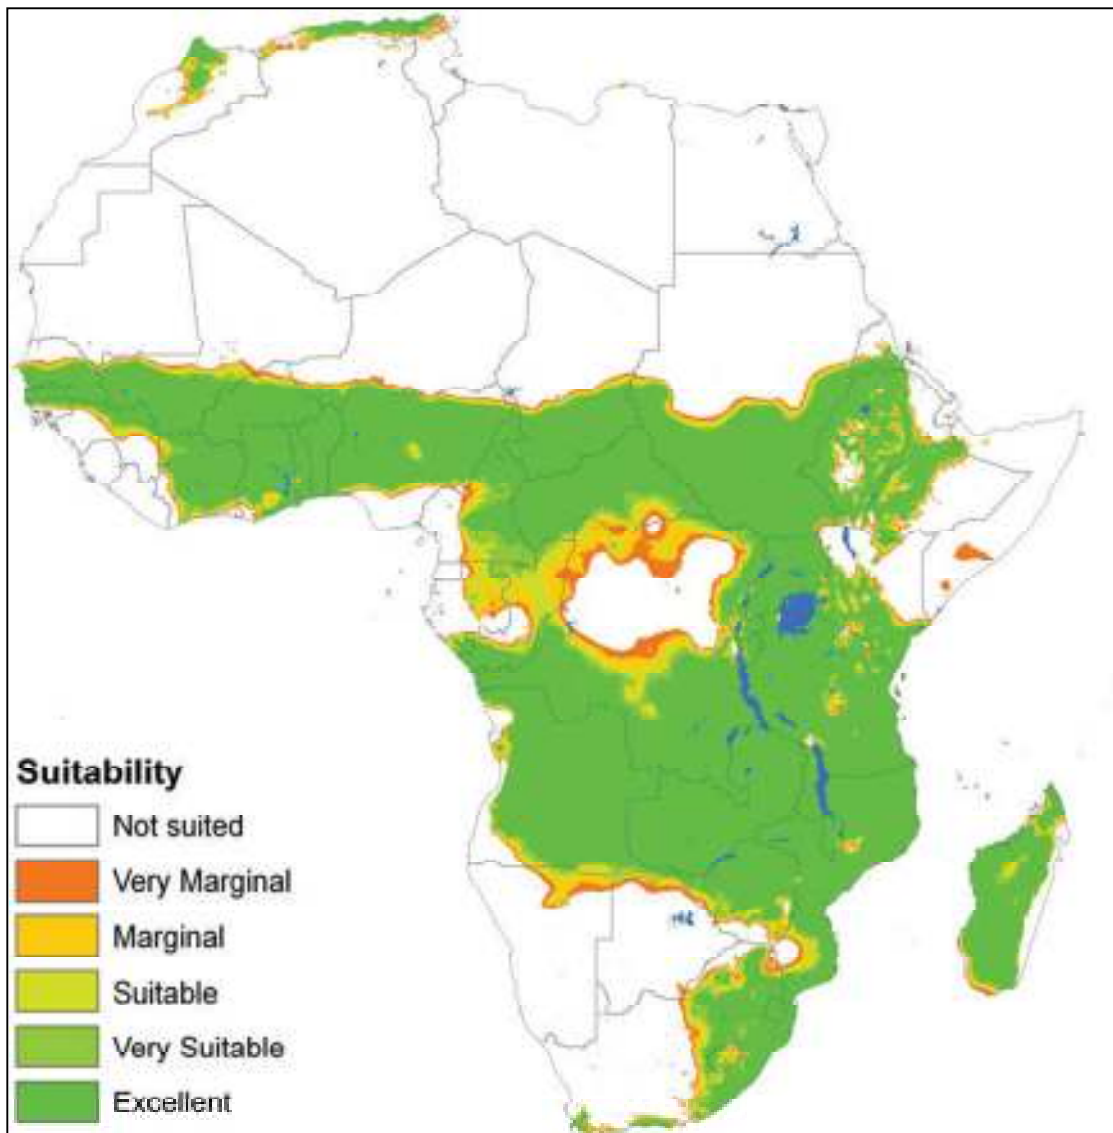 Suitability
Not suited
Very Marginal
Marginal
Suitable
Very Suitable
Excellent